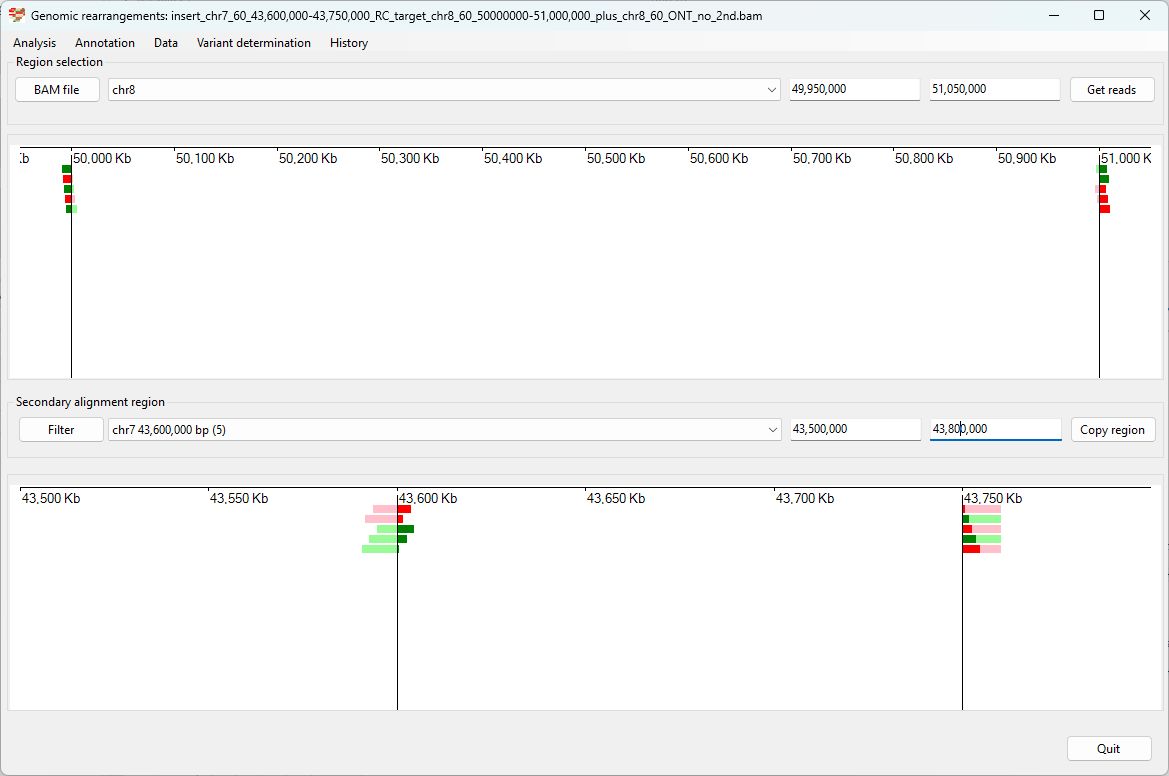 Genomic rearrangements: insert_chr7_60_43,600,000-43,750,000_RC_target_chr8_60_50000000-51,000,000_plus_chr8_60_ONT_no_2nd.bam
Analysis Annotation Data Variant determination History
Region selection
BAM file chr8 49,950,000 51,050,000 Get reads
:b 50,000 Kb 50,100 Kb 50,200 Kb 50,300 Kb 50,400 Kb 50,500 Kb 50,600 Kb 50,700 Kb 50,800 Kb 50,900 Kb 51,000 K
Secondary alignment region
Filter chr7 43,600,000 bp (5) 43,500,000 43,800,000 Copy region
43,500 Kb 43,550 Kb 43,600 Kb 43,650 Kb 43,700 Kb 43,750 Kb
Quit